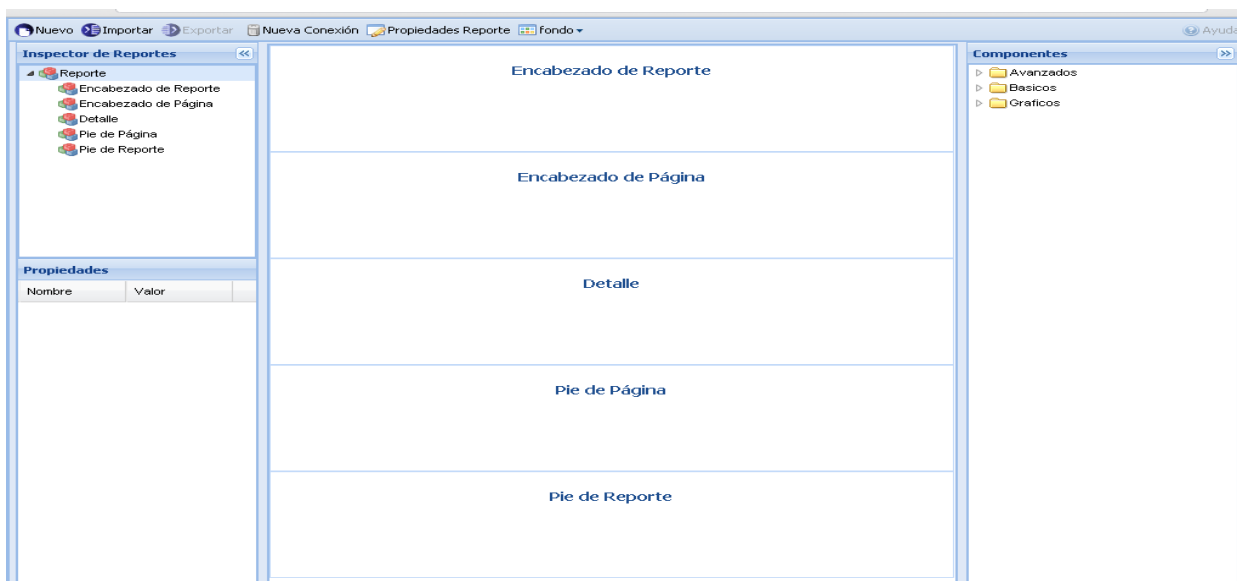 Nuevo Importar Exportar Nueva Conexión Propiedades Reporte fondo Ayuda
Inspector de Reportes
Reporte
Encabezado de Reporte
Encabezado de Página
Detalle
Pie de Página
Pie de Reporte
Propiedades
Nombre Valor
Encabezado de Reporte
Encabezado de Página
Detalle
Pie de Página
Pie de Reporte
Componentes
Avanzados
Basicos
Graficos